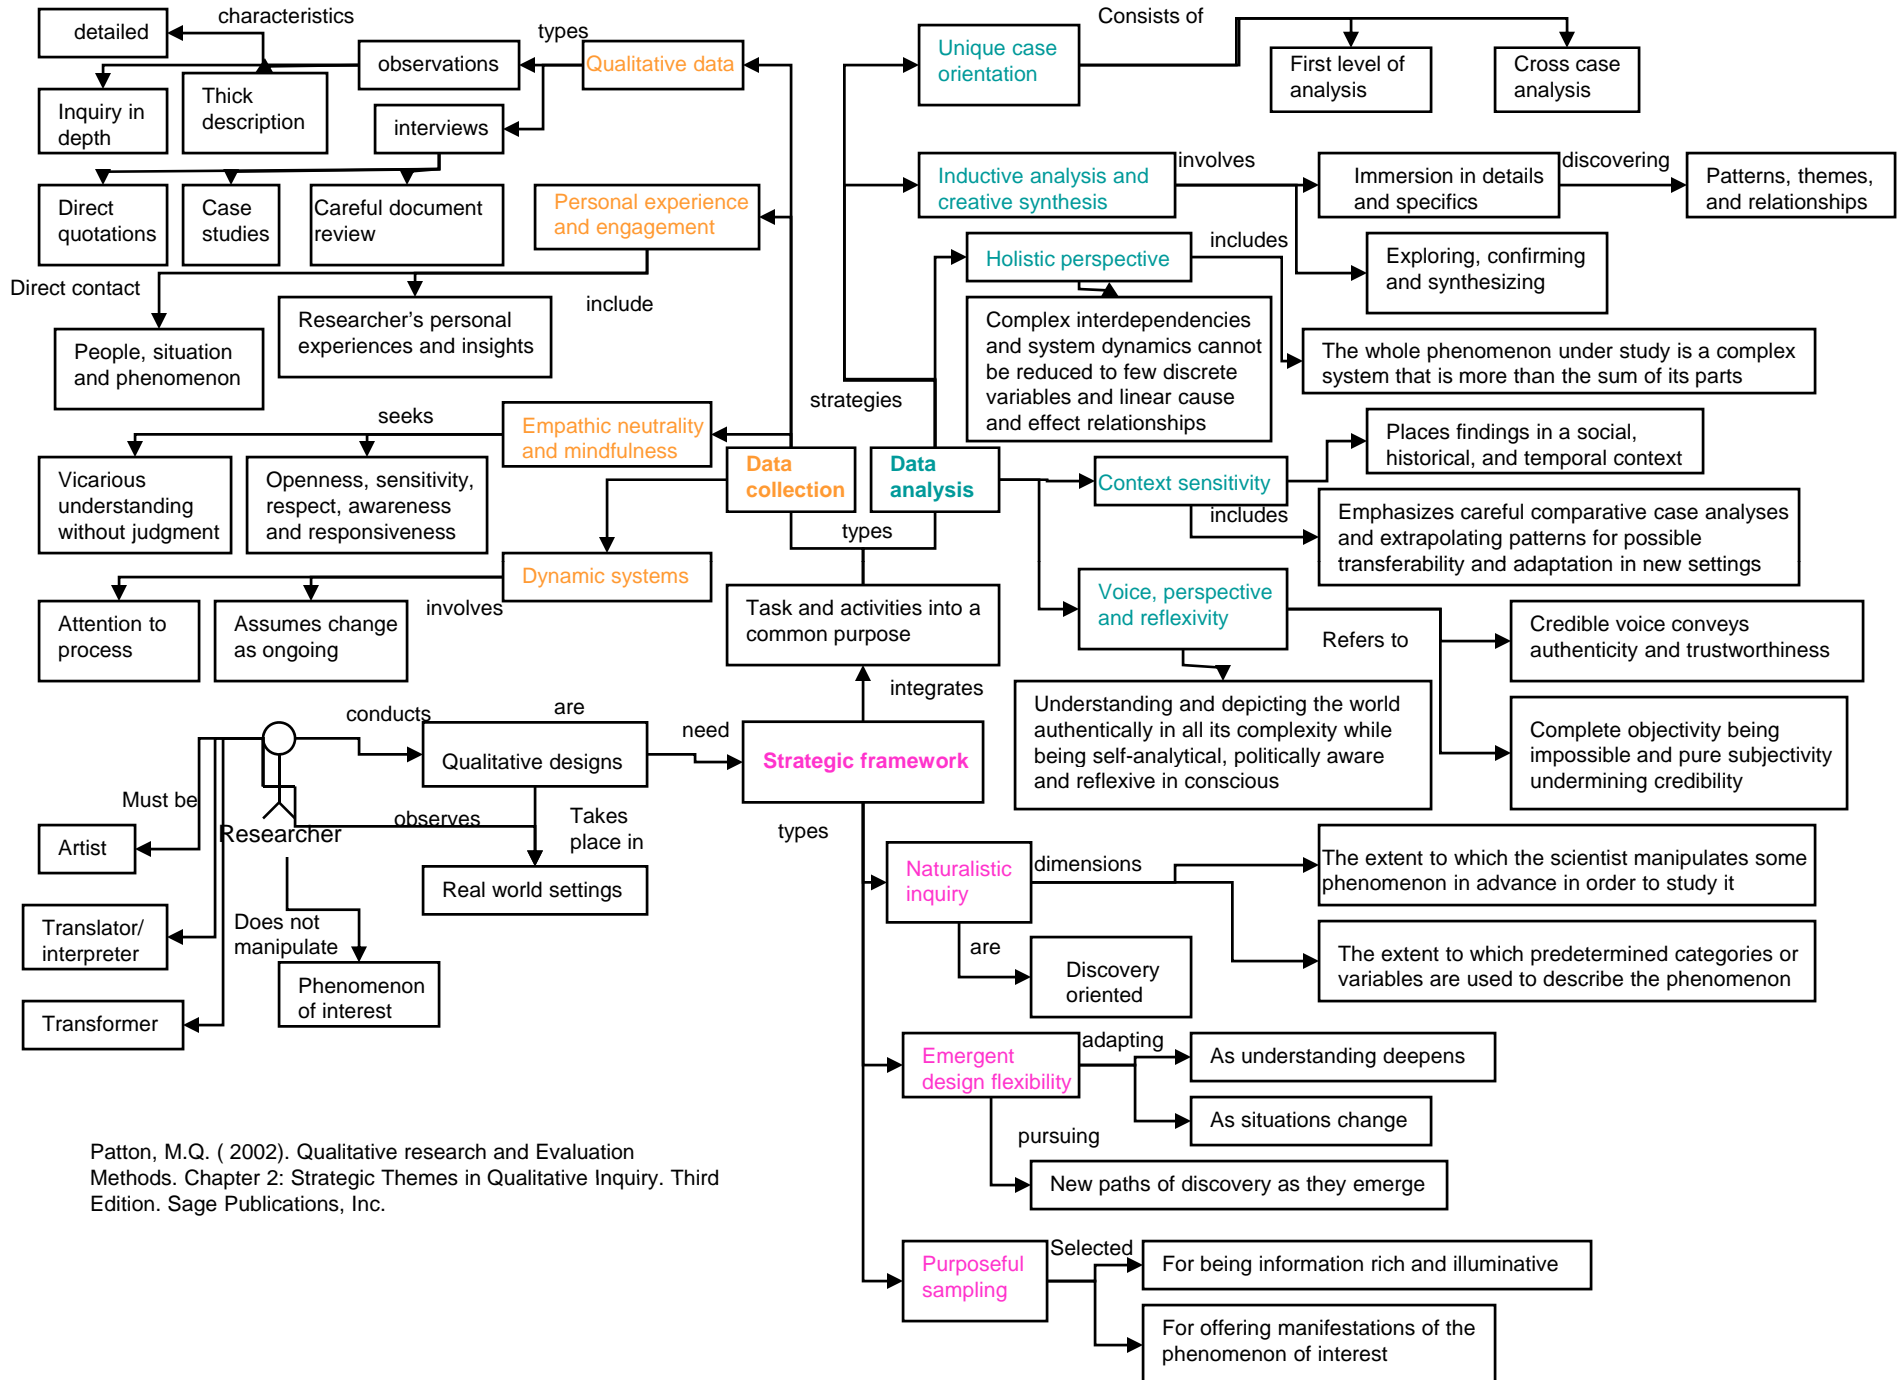 characteristics
detailed
types
observations
Qualitative data
Inquiry in
depth
Thick
description
interviews
Direct
quotations
Case
studies
Careful document
review
Personal experience
and engagement
Direct contact
include
People, situation
and phenomenon
Researcher's personal
experiences and insights
seeks
Empathic neutrality
and mindfulness
Vicarious
understanding
without judgment
Openness, sensitivity,
respect, awareness
and responsiveness
Data
collection
Dynamic systems
involves
Attention to
process
Assumes change
as ongoing
Consists of
Unique case
orientation
First level of
analysis
Cross case
analysis
Inductive analysis and
creative synthesis
involves
Immersion in details
and specifics
discovering
Patterns, themes,
and relationships
Exploring, confirming
and synthesizing
Holistic perspective
includes
Complex interdependencies
and system dynamics cannot
be reduced to few discrete
variables and linear cause
and effect relationships
The whole phenomenon under study is a complex
system that is more than the sum of its parts
strategies
Data
analysis
Context sensitivity
includes
Places findings in a social,
historical, and temporal context
Emphasizes careful comparative case analyses
and extrapolating patterns for possible
transferability and adaptation in new settings
types
Task and activities into a
common purpose
Voice, perspective
and reflexivity
Refers to
Credible voice conveys
authenticity and trustworthiness
Understanding and depicting the world
authentically in all its complexity while
being self-analytical, politically aware
and reflexive in conscious
Complete objectivity being
impossible and pure subjectivity
undermining credibility
integrates
conducts
are
Qualitative designs
need
Strategic framework
Must be
Researcher
observes
Takes
place in
Real world settings
Artist
Translator/
interpreter
Transformer
Does not
manipulate
Phenomenon
of interest
types
Naturalistic
inquiry
dimensions
The extent to which the scientist manipulates some
phenomenon in advance in order to study it
The extent to which predetermined categories or
variables are used to describe the phenomenon
are
Discovery
oriented
Emergent
design flexibility
adapting
As understanding deepens
As situations change
pursuing
New paths of discovery as they emerge
Purposeful
sampling
Selected
For being information rich and illuminative
For offering manifestations of the
phenomenon of interest
Patton, M.Q. ( 2002). Qualitative research and Evaluation
Methods. Chapter 2: Strategic Themes in Qualitative Inquiry. Third
Edition. Sage Publications, Inc.